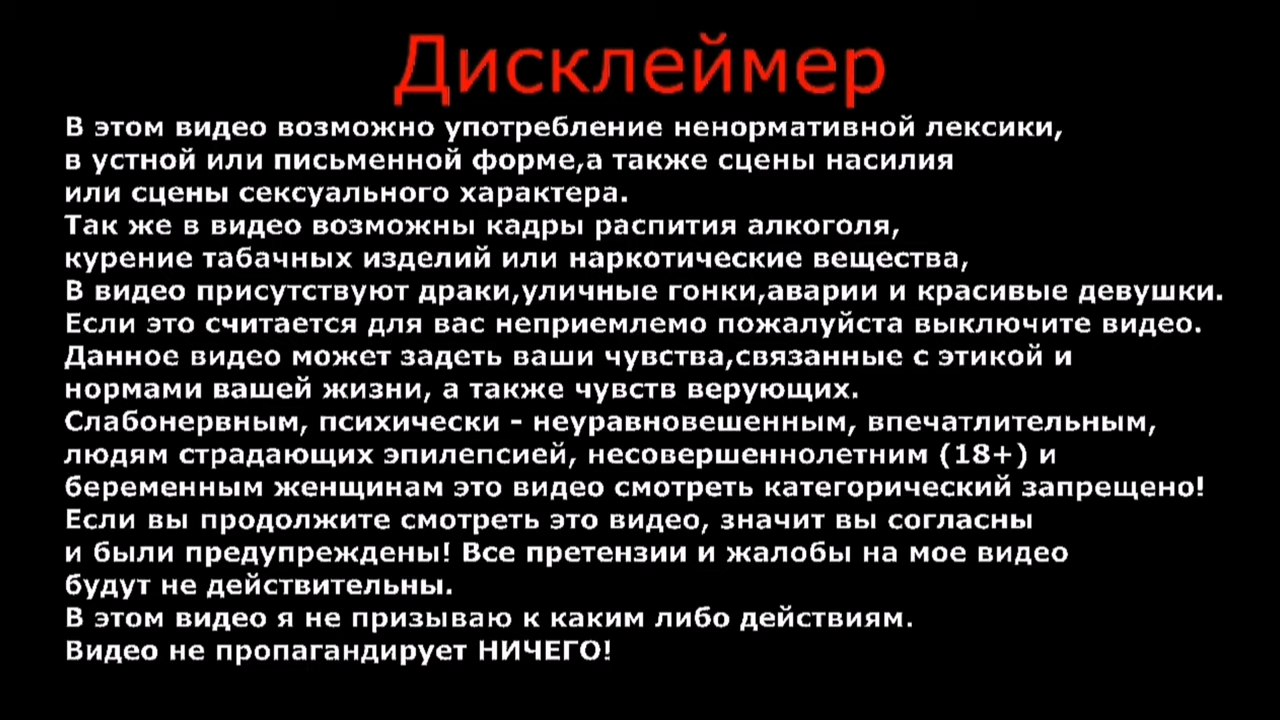 Дисклеймер
В этом видео возможно употребление ненормативной лексики,
в устной или письменной форме,а также сцены насилия
или сцены сексуального характера.
Так же в видео возможны кадры распития алкоголя,
курение табачных изделий или наркотические вещества,
В видео присутствуют драки,уличные гонки,аварии и красивые девушки.
Если это считается для вас неприемлемо пожалуйста выключите видео.
Данное видео может задеть ваши чувства,связанные с этикой и
нормами вашей жизни, а также чувств верующих.
Слабонервным, психически - неуравновешенным, впечатлительным,
людям страдающих эпилепсией, несовершеннолетним (18+) и
беременным женщинам это видео смотреть категорический запрещено!
Если вы продолжите смотреть это видео, значит вы согласны
и были предупреждены! Все претензии и жалобы на мое видео
будут не действительны.
В этом видео я не призываю к каким либо действиям.
Видео не пропагандирует НИЧЕГО!